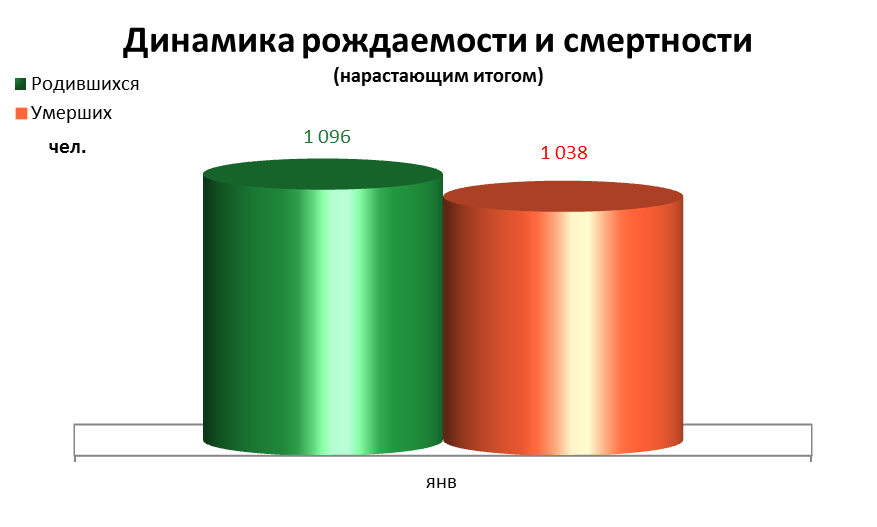 Динамика рождаемости и смертности
(нарастающим итогом)
Родившихся
Умерших
чел.
1 096
1 038
янв